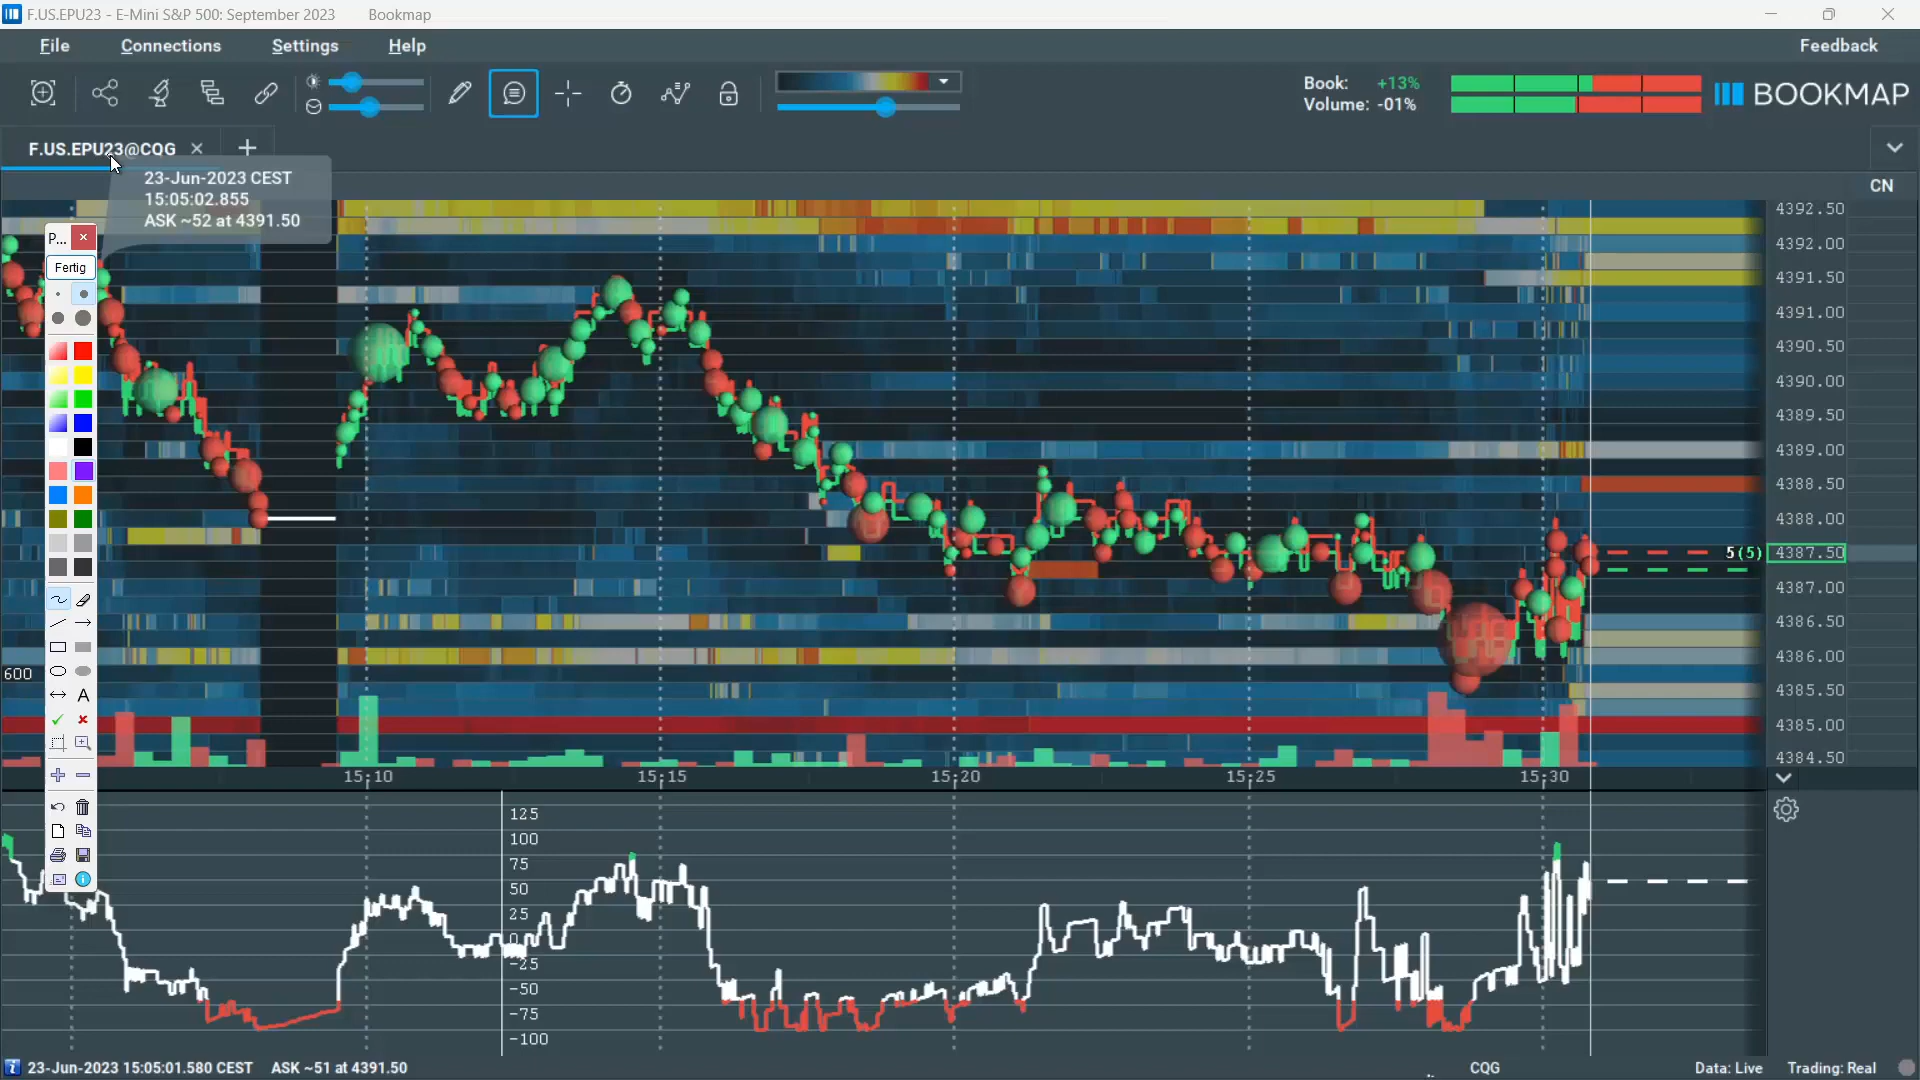 F.US.EPU23 - E-Mini S&P 500: September 2023 Bookmap
File Connections Settings Help Feedback
Book: +13%
Volume: -01%
BOOKMAP
F.US.EPU23@CQG
23-Jun-2023 CEST
15:05:02.855
ASK ~52 at 4391.50
CN
P...
Fertig
A
600
4392.50
4392.00
4391.50
4391.00
4390.50
4390.00
4389.50
4389.00
4388.50
4388.00
5(5) 4387.50
4387.00
4386.50
4386.00
4385.50
4385.00
4384.50
15:10 15:15 15:20 15:25 15:30
125
100
75
50
25
0
-25
-50
-75
-100
23-Jun-2023 15:05:01.580 CEST ASK ~51 at 4391.50 CQG Data: Live Trading: Real